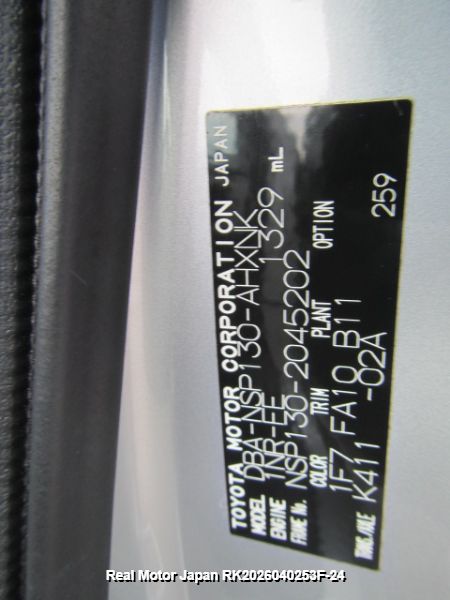 TOYOTA MOTOR CORPORATION JAPAN
MODEL DBA-NSP130-AHXNK
ENGINE 1NR-FE 1329 mL
FRAME No. NSP130-2045202
COLOR TRIM PLANT OPTION
1F7 FA10 B11 259
TRANS./AXLE K411 -02A
Real Motor Japan RK2026040253F-24